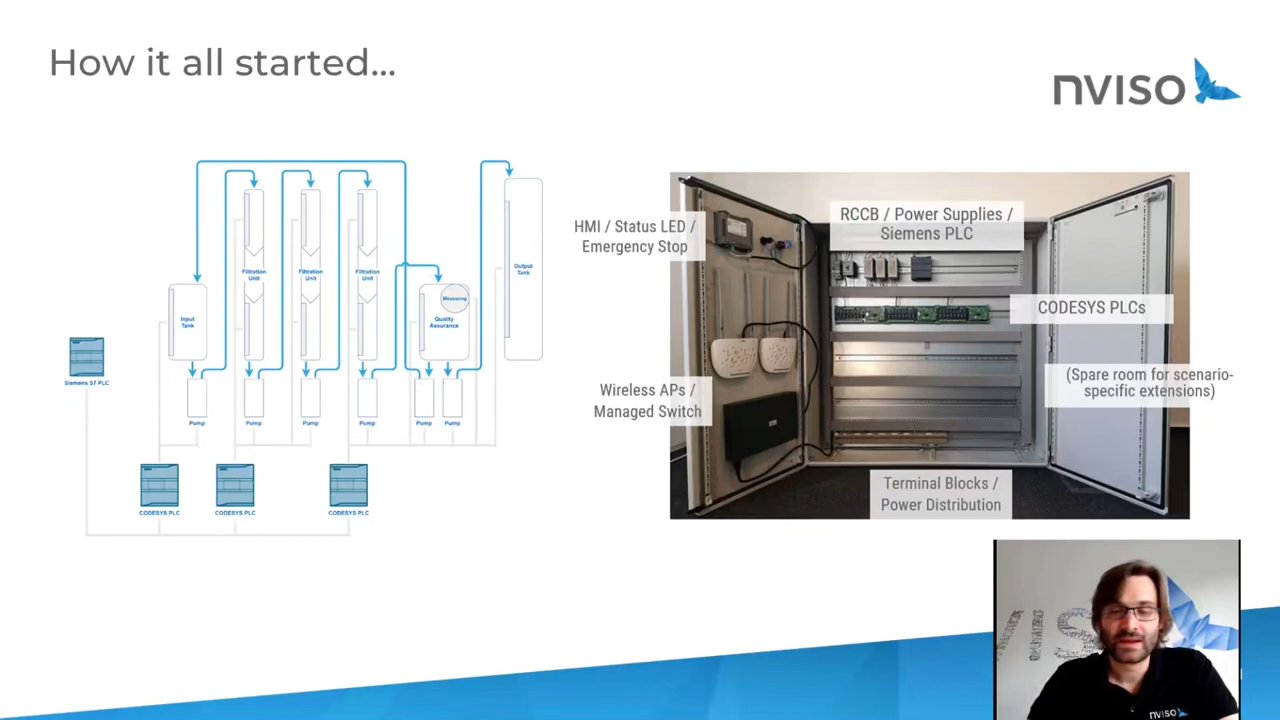 How it all started...
nviso
Filtration
Unit
Filtration
Unit
Filtration
Unit
Input
Tank
Measuring
Quality
Assurance
Output
Tank
Siemens S7 PLC
Pump
Pump
Pump
Pump
Pump
Pump
CODESYS PLC
CODESYS PLC
CODESYS PLC
HMI / Status LED /
Emergency Stop
RCCB / Power Supplies /
Siemens PLC
CODESYS PLCs
Wireless APs /
Managed Switch
(Spare room for scenario-
specific extensions)
Terminal Blocks /
Power Distribution
nviso